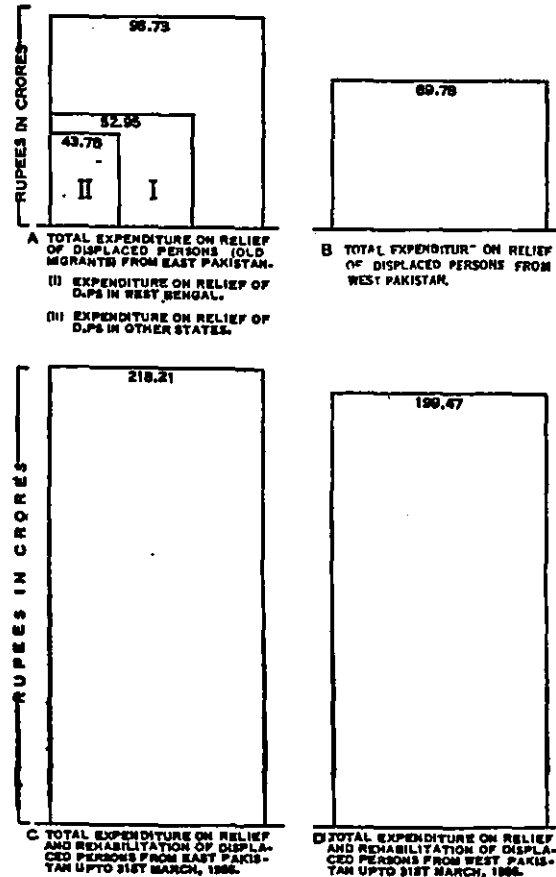 RUPEES IN CRORES
96.73
52.95
43.78
II
I
A TOTAL EXPENDITURE ON RELIEF
OF DISPLACED PERSONS (OLD
MIGRANTS) FROM EAST PAKISTAN.
(I) EXPENDITURE ON RELIEF OF
D.PS IN WEST BENGAL.
(II) EXPENDITURE ON RELIEF OF
D.PS IN OTHER STATES.
69.78
B TOTAL EXPENDITURE ON RELIEF
OF DISPLACED PERSONS FROM
WEST PAKISTAN.
RUPEES IN CRORES
218.21
C TOTAL EXPENDITURE ON RELIEF
AND REHABILITATION OF DISPLA-
CED PERSONS FROM EAST PAKIS-
TAN UPTO 31ST MARCH,
199.47
D TOTAL EXPENDITURE ON RELIEF
AND REHABILITATION OF DISPLA-
CED PERSONS FROM WEST PAKIS-
TAN UPTO 31ST MARCH,